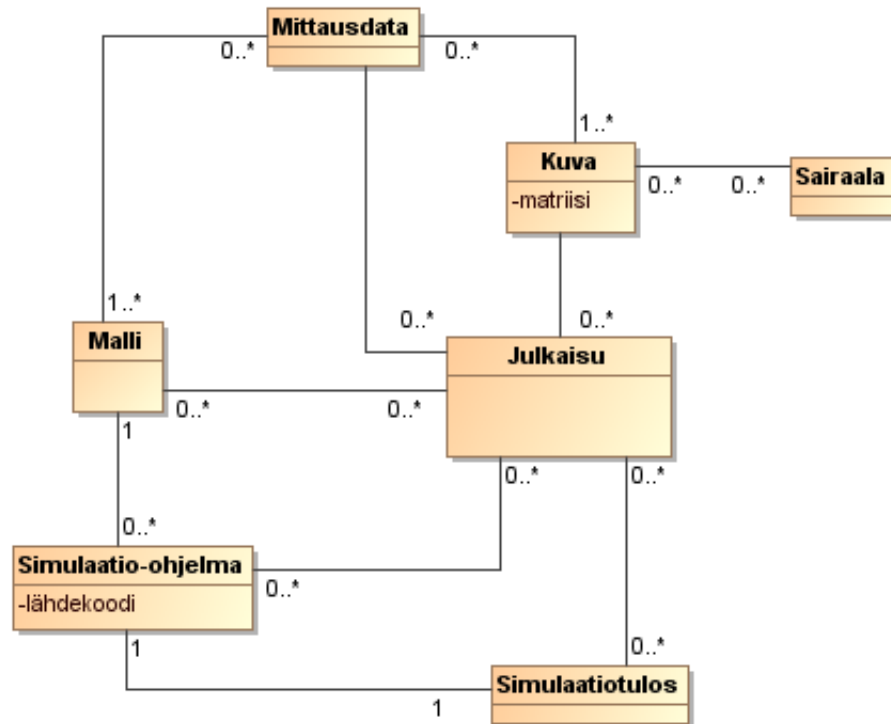 Mittausdata
0..*
0..*
1..*
Kuva
-matriisi
0..*
0..*
Sairaala
1..*
0..*
0..*
Malli
Julkaisu
0..*
0..*
1
0..*
0..*
0..*
Simulaatio-ohjelma
-lähdekoodi
0..*
1
0..*
Simulaatiotulos
1